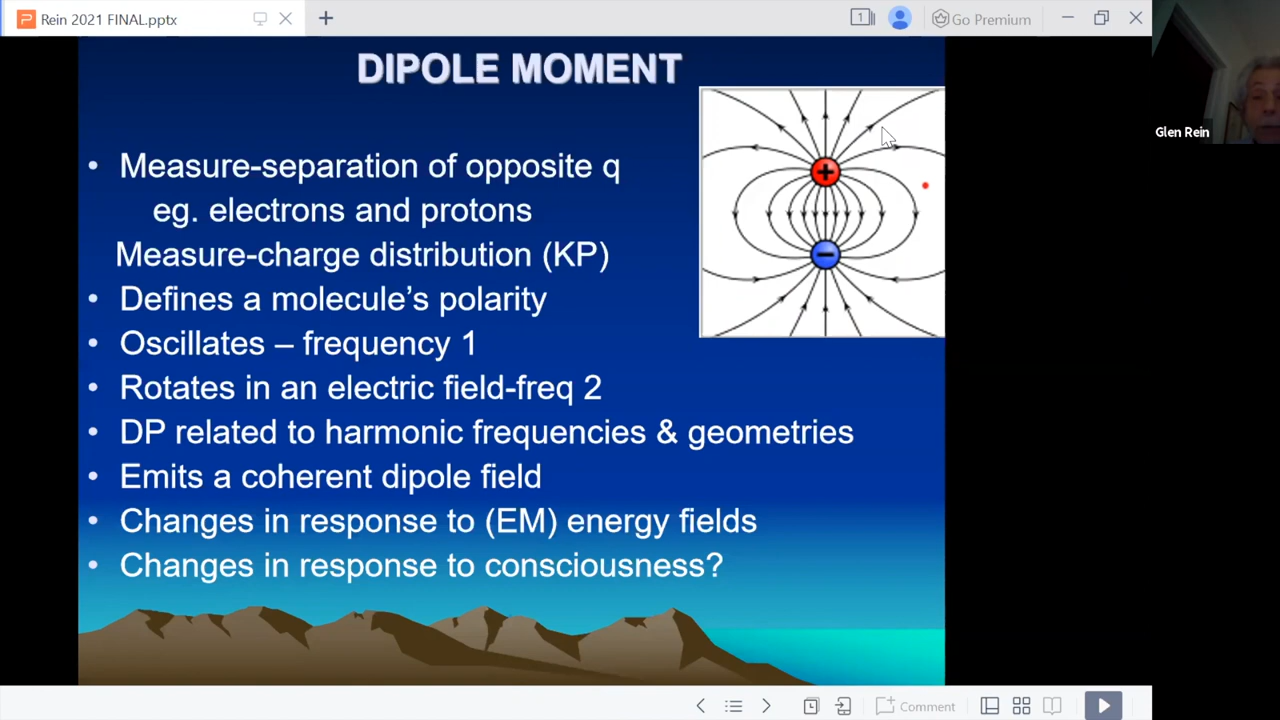 Rein 2021 FINAL.pptx
1
Go Premium
DIPOLE MOMENT
• Measure-separation of opposite q
eg. electrons and protons
Measure-charge distribution (KP)
• Defines a molecule's polarity
• Oscillates – frequency 1
• Rotates in an electric field-freq 2
• DP related to harmonic frequencies & geometries
• Emits a coherent dipole field
• Changes in response to (EM) energy fields
• Changes in response to consciousness?
+
−
Glen Rein
Comment